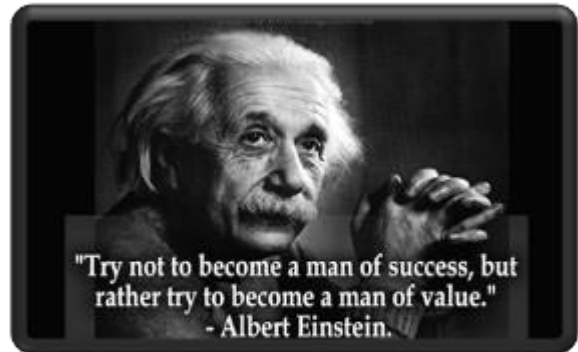 "Try not to become a man of success, but
rather try to become a man of value."
- Albert Einstein.